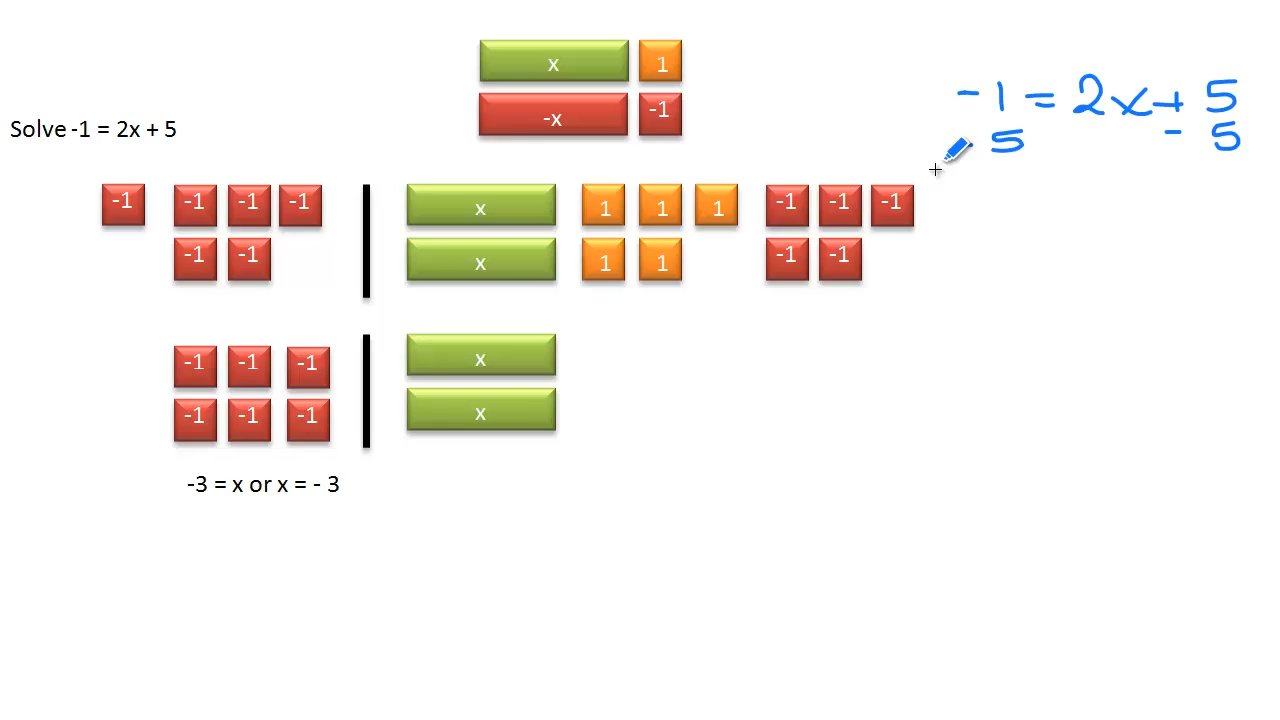 x 1
-x -1
-1 = 2x + 5
5 - 5
Solve -1 = 2x + 5
-1 -1 -1 -1 x 1 1 1 -1 -1 -1
-1 -1 x 1 1 -1 -1
-1 -1 -1 x
-1 -1 -1 x
-3 = x or x = - 3